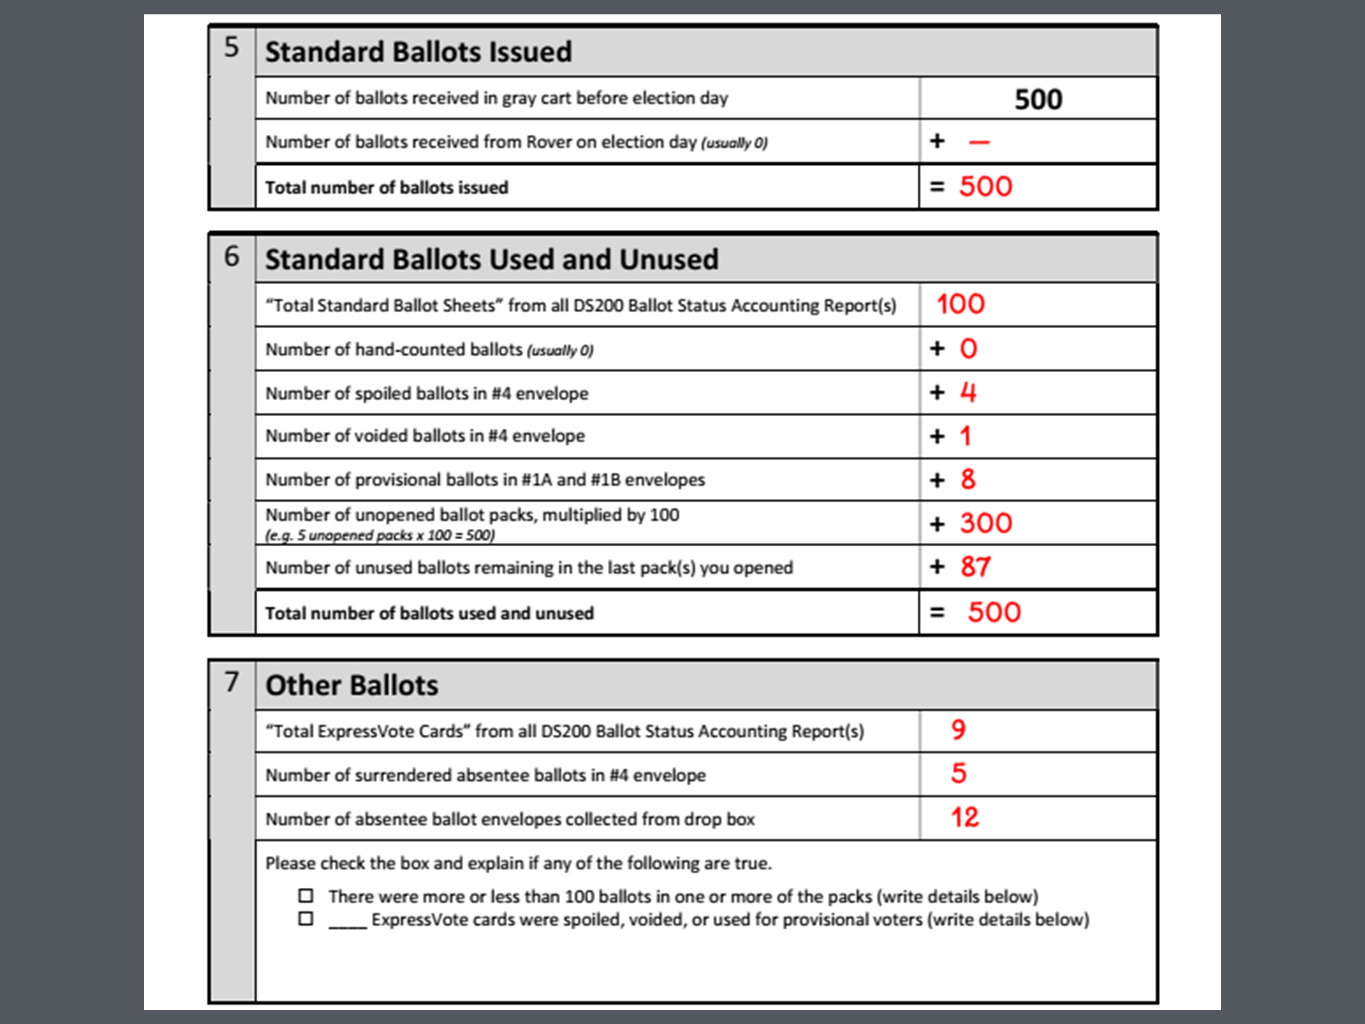 5 Standard Ballots Issued
Number of ballots received in gray cart before election day 500
Number of ballots received from Rover on election day (usually 0) + —
Total number of ballots issued = 500
6 Standard Ballots Used and Unused
“Total Standard Ballot Sheets” from all DS200 Ballot Status Accounting Report(s) 100
Number of hand-counted ballots (usually 0) + 0
Number of spoiled ballots in #4 envelope + 4
Number of voided ballots in #4 envelope + 1
Number of provisional ballots in #1A and #1B envelopes + 8
Number of unopened ballot packs, multiplied by 100 + 300
(e.g. 5 unopened packs x 100 = 500)
Number of unused ballots remaining in the last pack(s) you opened + 87
Total number of ballots used and unused = 500
7 Other Ballots
“Total ExpressVote Cards” from all DS200 Ballot Status Accounting Report(s) 9
Number of surrendered absentee ballots in #4 envelope 5
Number of absentee ballot envelopes collected from drop box 12
Please check the box and explain if any of the following are true.
☐ There were more or less than 100 ballots in one or more of the packs (write details below)
☐ ____ ExpressVote cards were spoiled, voided, or used for provisional voters (write details below)